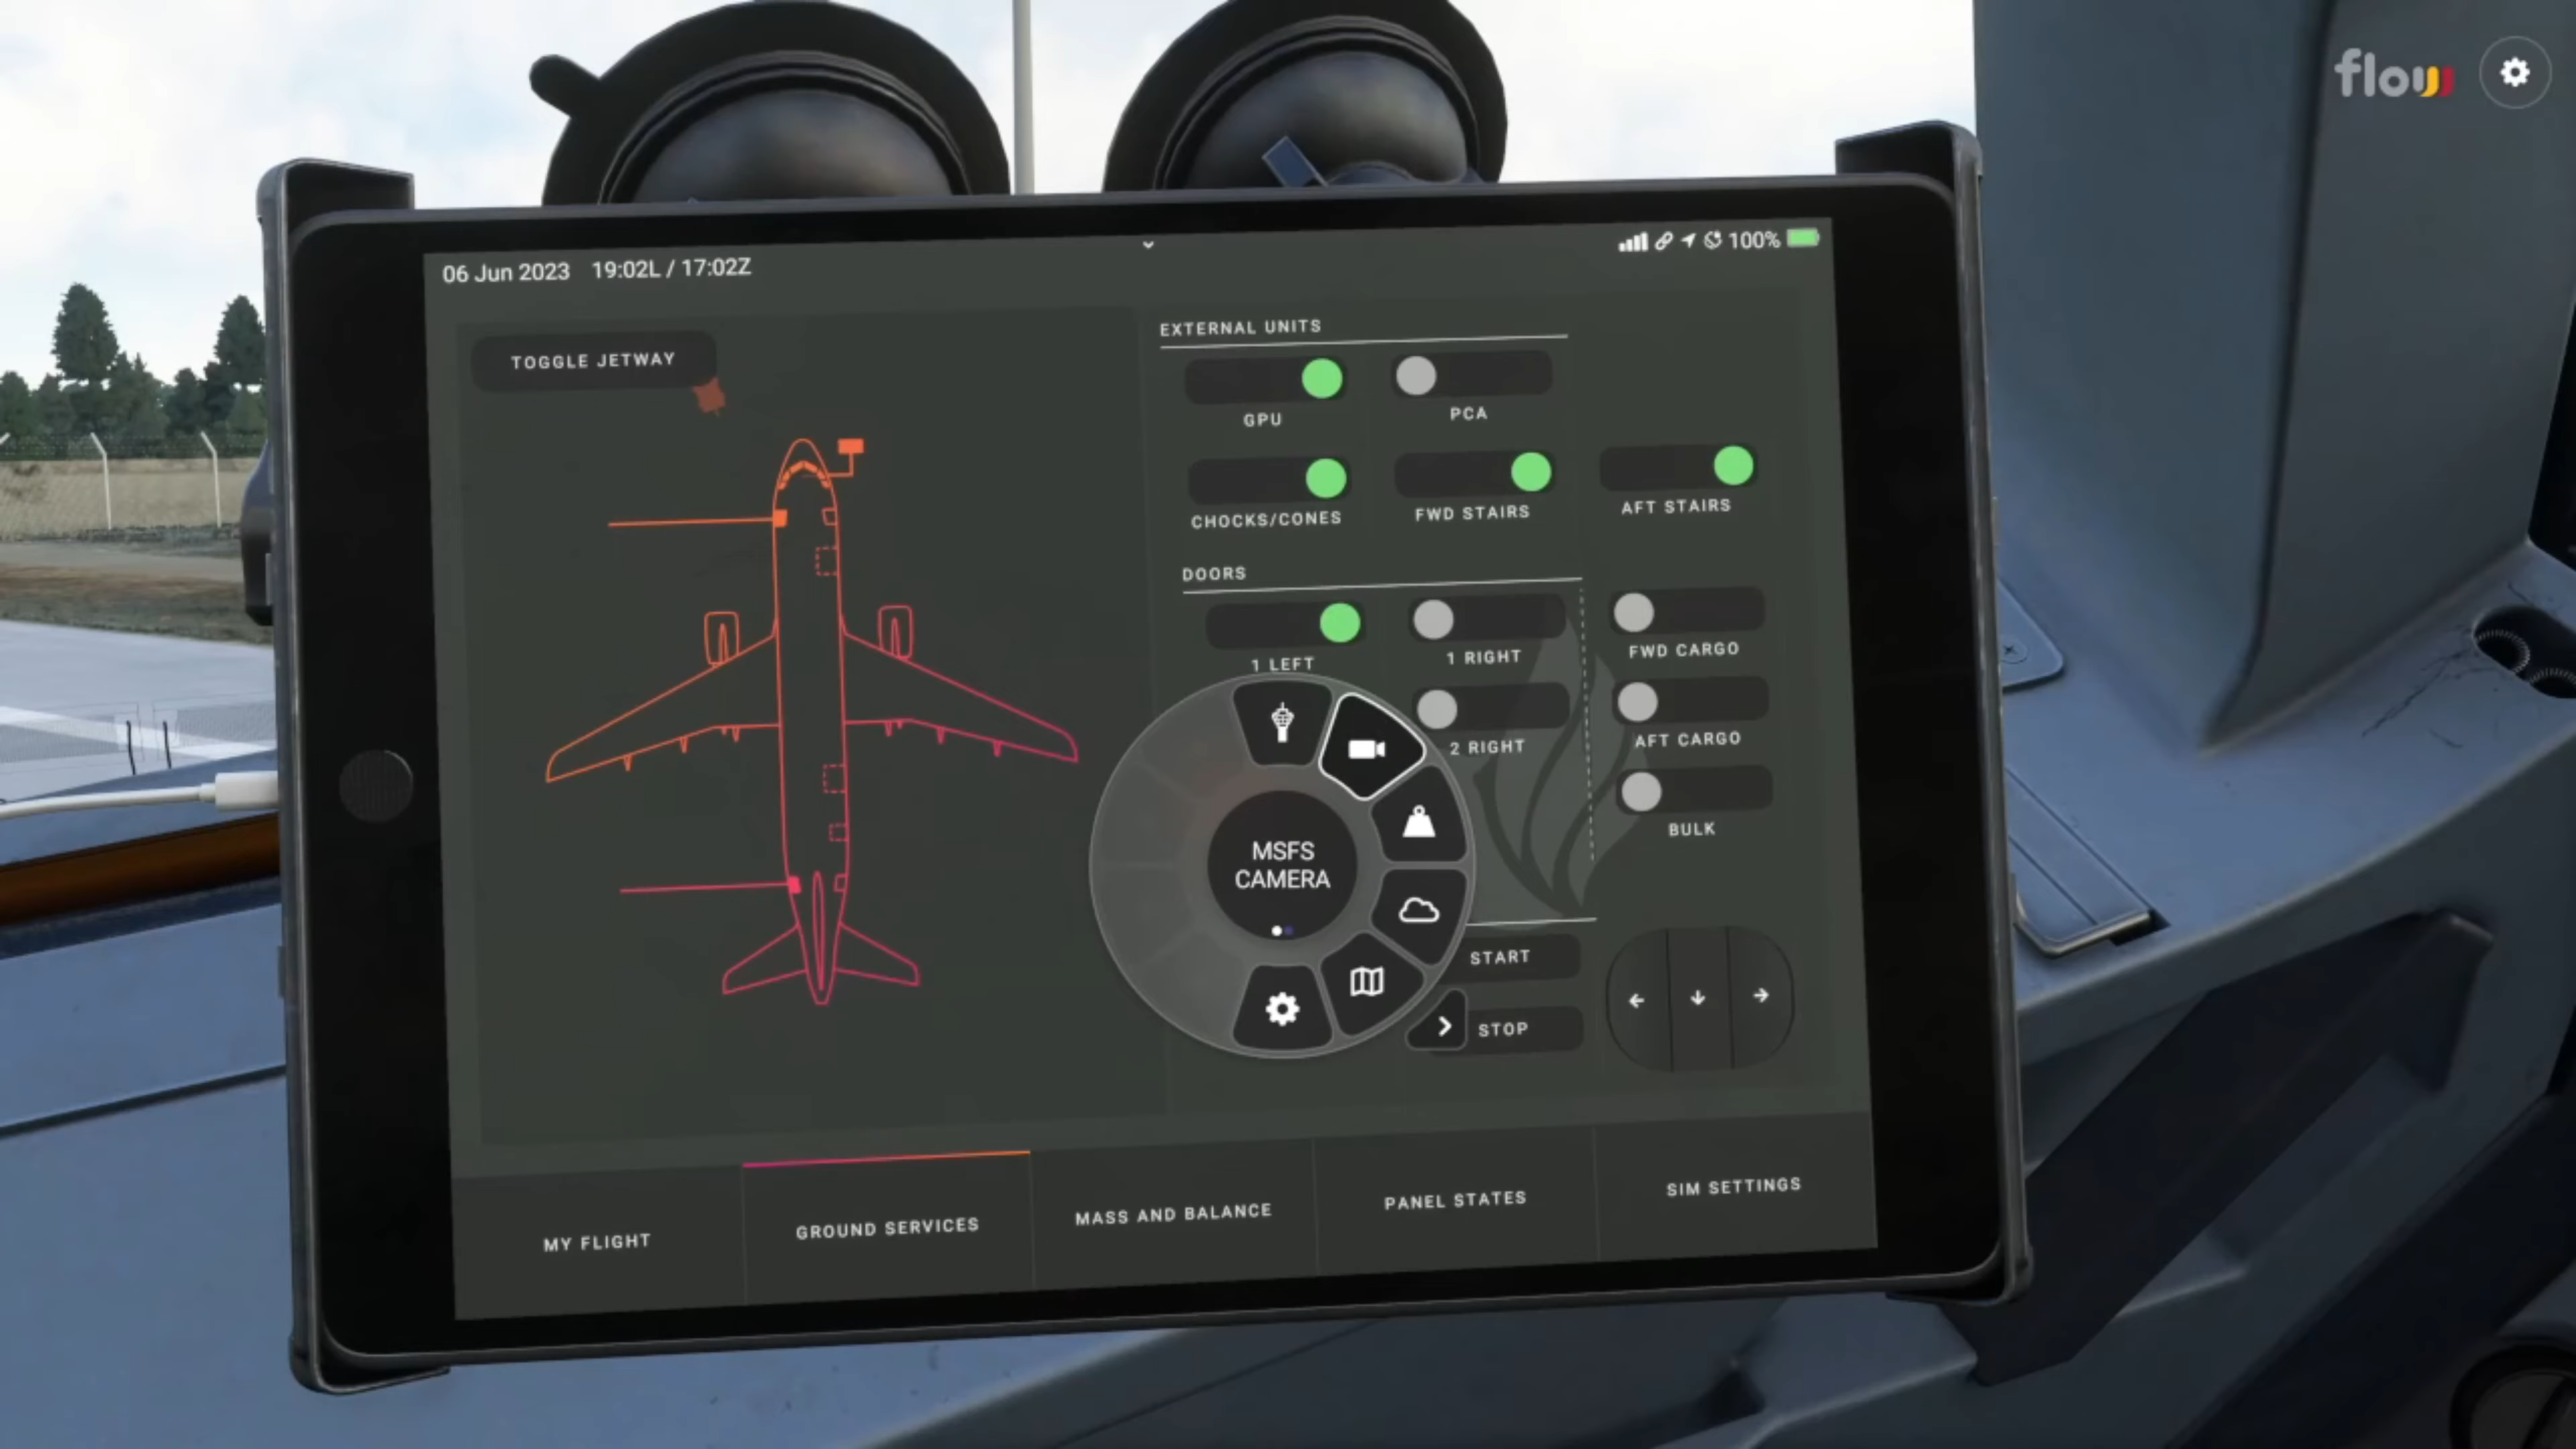 flow
06 Jun 2023 19:02L / 17:02Z
100%
TOGGLE JETWAY
EXTERNAL UNITS
GPU
PCA
CHOCKS/CONES
FWD STAIRS
AFT STAIRS
DOORS
1 LEFT
1 RIGHT
FWD CARGO
2 RIGHT
AFT CARGO
BULK
MSFS
CAMERA
START
STOP
MY FLIGHT
GROUND SERVICES
MASS AND BALANCE
PANEL STATES
SIM SETTINGS